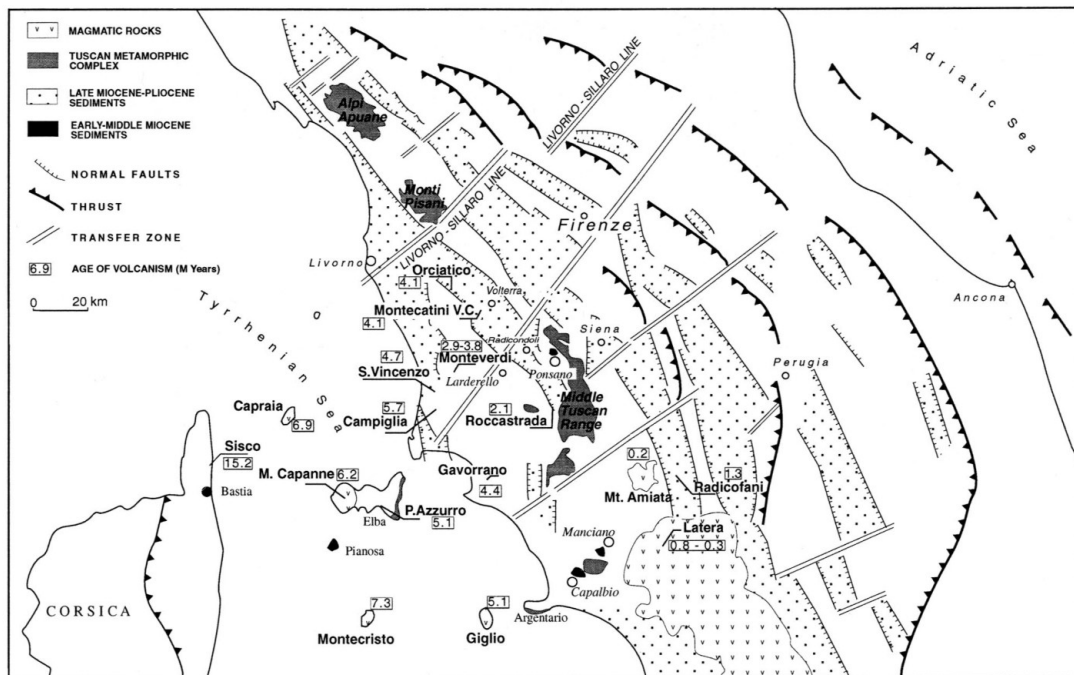 MAGMATIC ROCKS
TUSCAN METAMORPHIC
COMPLEX
LATE MIOCENE-PLIOCENE
SEDIMENTS
EARLY-MIDDLE MIOCENE
SEDIMENTS
NORMAL FAULTS
THRUST
TRANSFER ZONE
6.9 AGE OF VOLCANISM (M Years)
0 20 km
Adriatic Sea
LIVORNO-SILLARO LINE
Alpi
Apuane
Monti
Pisani
LIVORNO-SILLARO LINE
Firenze
Livorno
Orciatico
4.1
Volterra
Montecatini V.C.
4.1
Ancona
Tyrrhenian Sea
Siena
Radicondoli
2.9-3.8
Monteverdi
4.7
S.Vincenzo
Larderello
Ponsano
Perugia
Middle
Tuscan
Range
Capraia
6.9
5.7
Campiglia
2.1
Roccastrada
Sisco
15.2
Bastia
M. Capanne
6.2
Gavorrano
4.4
0.2
Mt. Amiata
1.3
Radicofani
P.Azzurro
5.1
Elba
Latera
0.8 - 0.3
Manciano
Pianosa
Capalbio
CORSICA
7.3
Montecristo
5.1
Giglio
Argentario